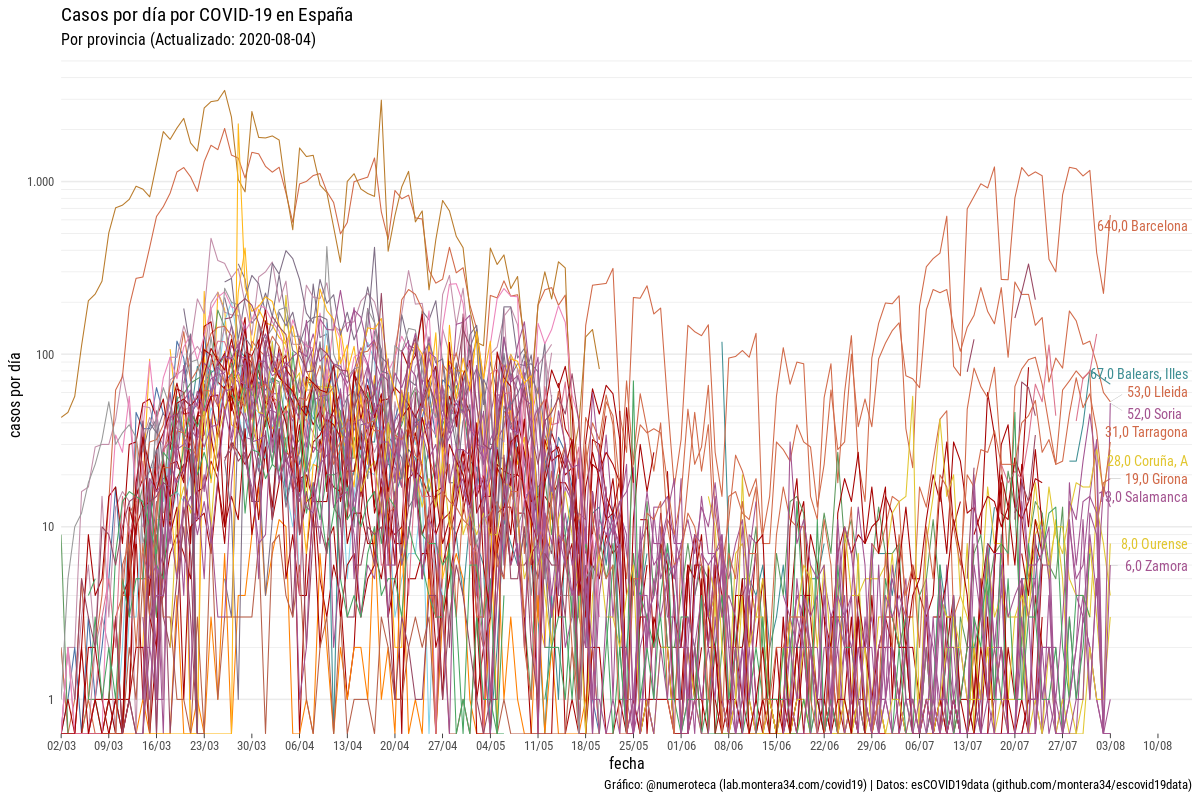 Casos por día por COVID-19 en España
Por provincia (Actualizado: 2020-08-04)
casos por día
1.000
100
10
1
640,0 Barcelona
67,0 Balears, Illes
53,0 Lleida
52,0 Soria
31,0 Tarragona
28,0 Coruña, A
19,0 Girona
Salamanca
8,0 Ourense
6,0 Zamora
02/03 09/03 16/03 23/03 30/03 06/04 13/04 20/04 27/04 04/05 11/05 18/05 25/05 01/06 08/06 15/06 22/06 29/06 06/07 13/07 20/07 27/07 03/08 10/08
fecha
Gráfico: @numeroteca (lab.montera34.com/covid19) | Datos: esCOVID19data (github.com/montera34/escovid19data)